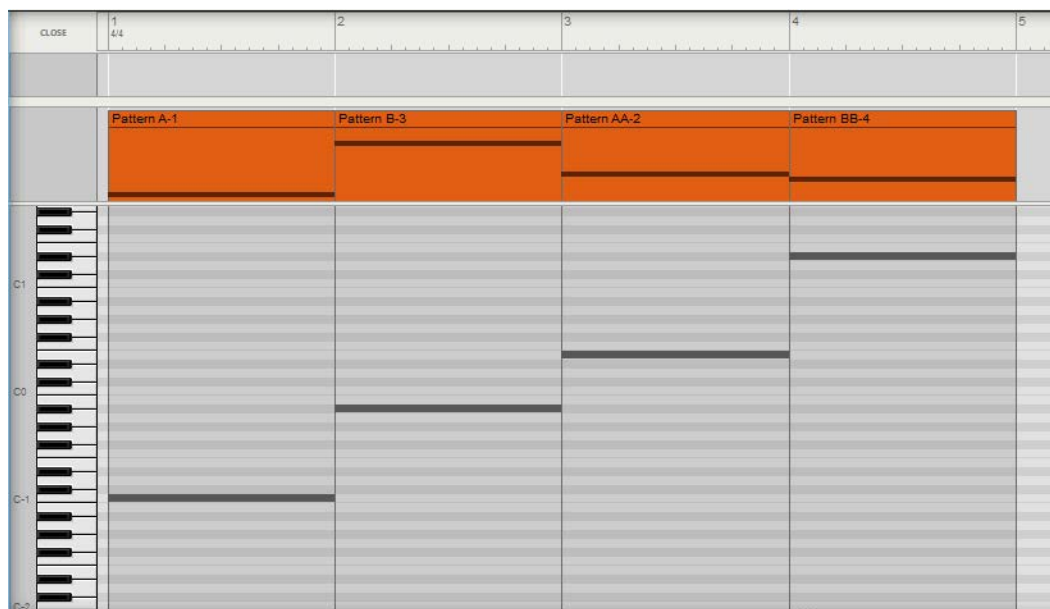 CLOSE
1 2 3 4 5
4/4
Pattern A-1 Pattern B-3 Pattern AA-2 Pattern BB-4
C1
C0
C-1
C-2